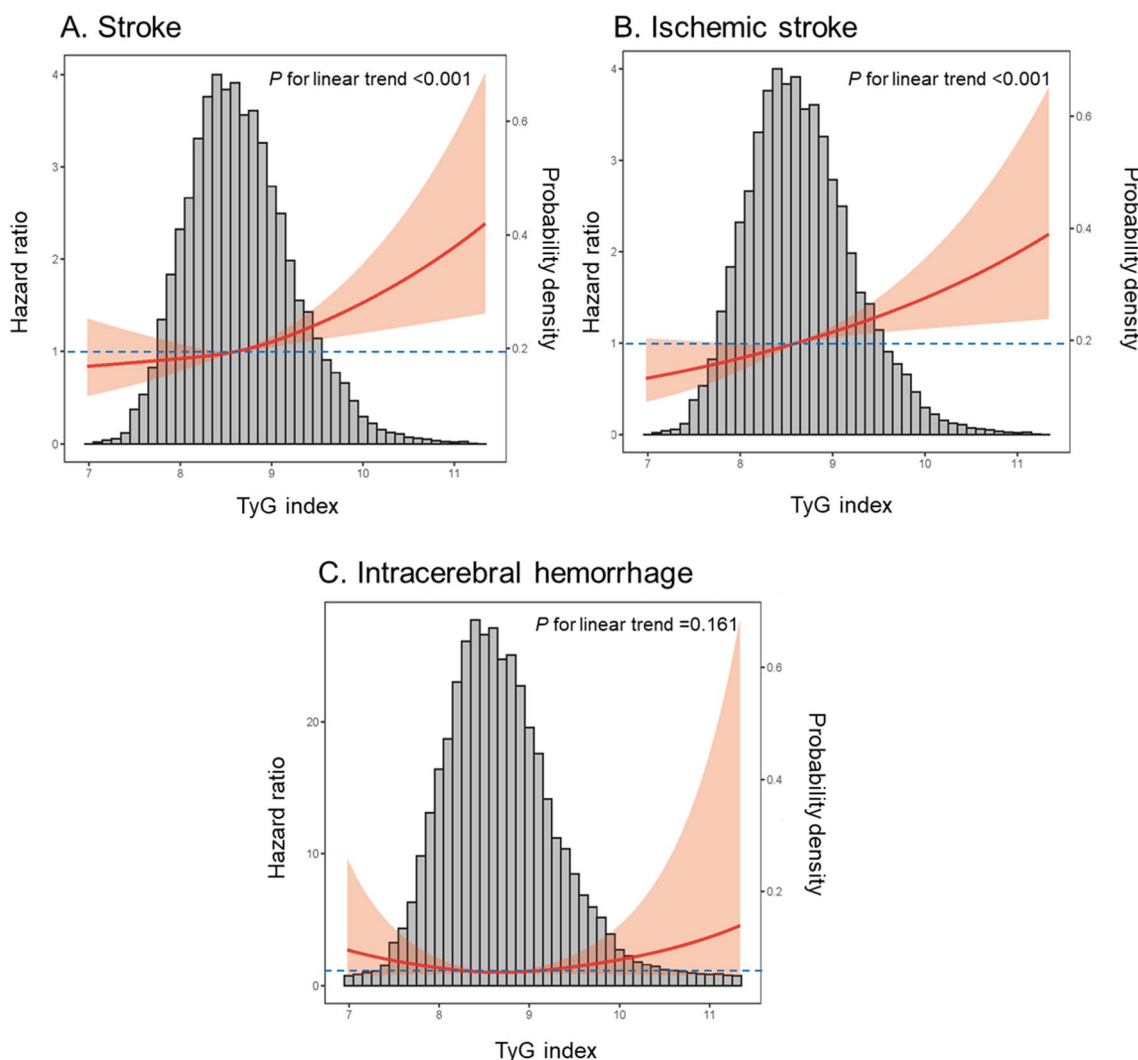 A. Stroke
P for linear trend <0.001
4
3
2
1
0
0.6
0.4
0.2
Hazard ratio
Probability density
7 8 9 10 11
TyG index
B. Ischemic stroke
P for linear trend <0.001
4
3
2
1
0
0.6
0.4
0.2
Hazard ratio
Probability density
7 8 9 10 11
TyG index
C. Intracerebral hemorrhage
P for linear trend =0.161
20
10
0
0.6
0.4
0.2
Hazard ratio
Probability density
7 8 9 10 11
TyG index